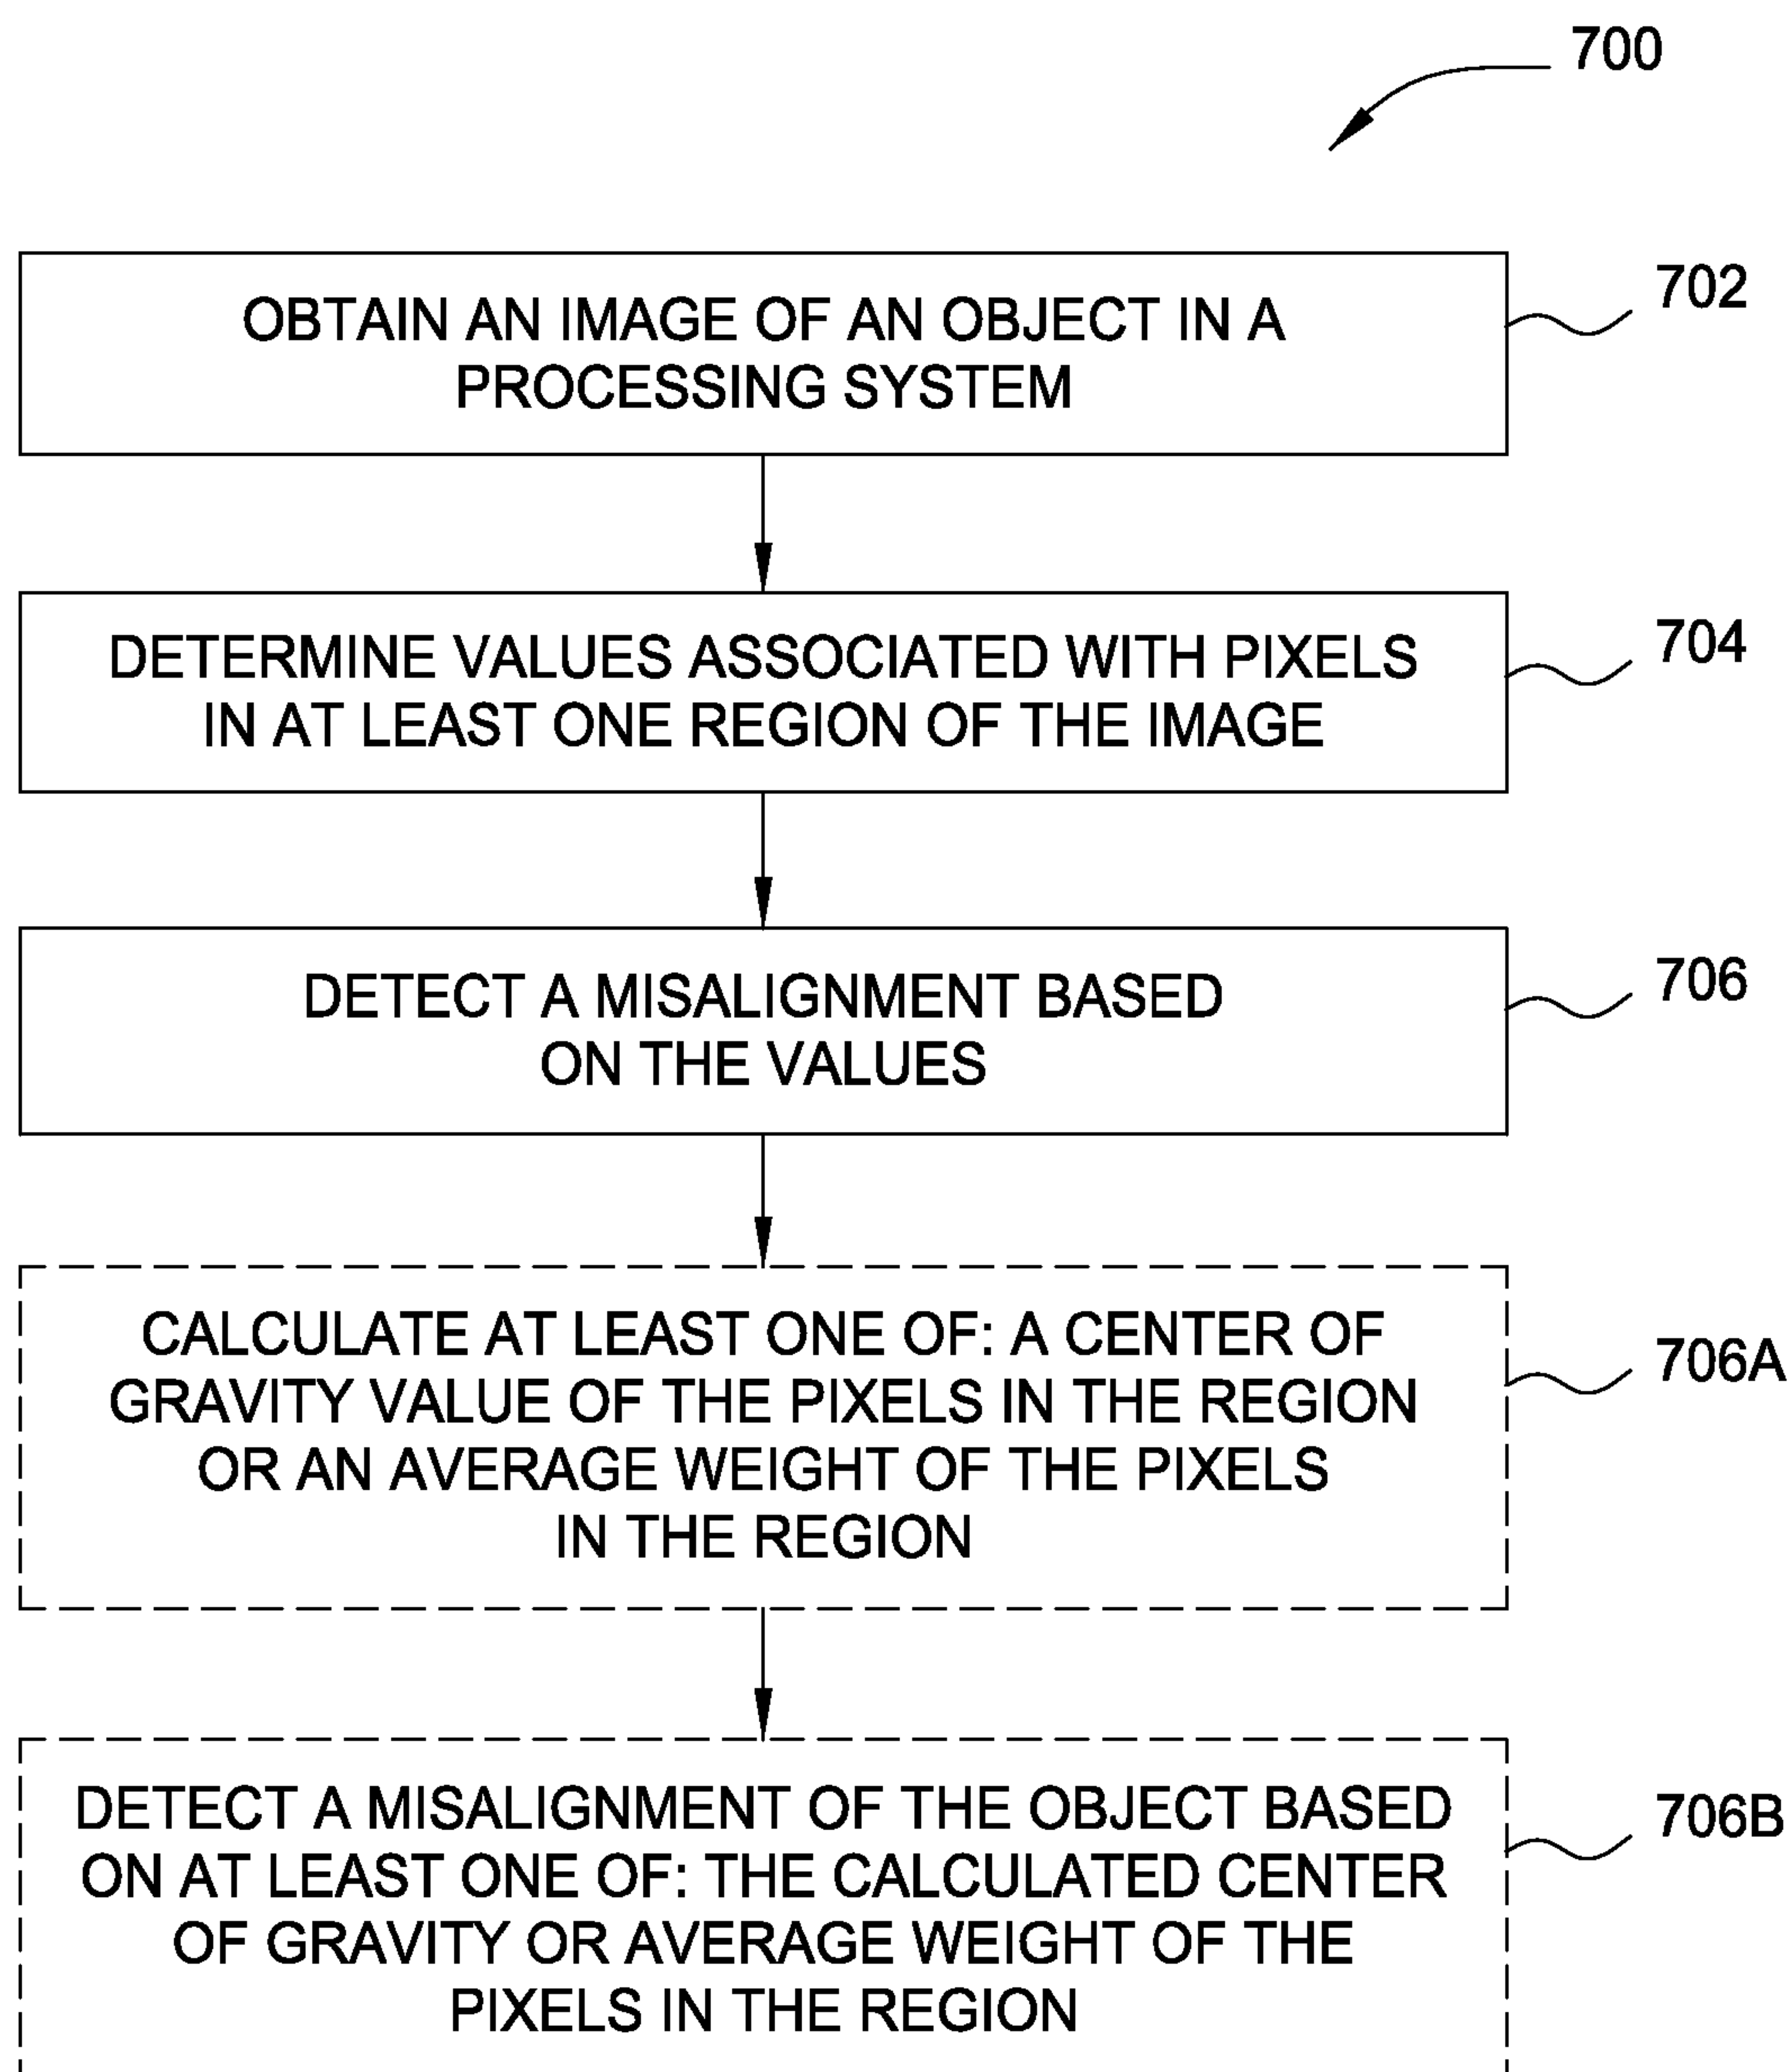 700
OBTAIN AN IMAGE OF AN OBJECT IN A
PROCESSING SYSTEM
702
DETERMINE VALUES ASSOCIATED WITH PIXELS
IN AT LEAST ONE REGION OF THE IMAGE
704
DETECT A MISALIGNMENT BASED
ON THE VALUES
706
CALCULATE AT LEAST ONE OF: A CENTER OF
GRAVITY VALUE OF THE PIXELS IN THE REGION
OR AN AVERAGE WEIGHT OF THE PIXELS
IN THE REGION
706A
DETECT A MISALIGNMENT OF THE OBJECT BASED
ON AT LEAST ONE OF: THE CALCULATED CENTER
OF GRAVITY OR AVERAGE WEIGHT OF THE
PIXELS IN THE REGION
706B